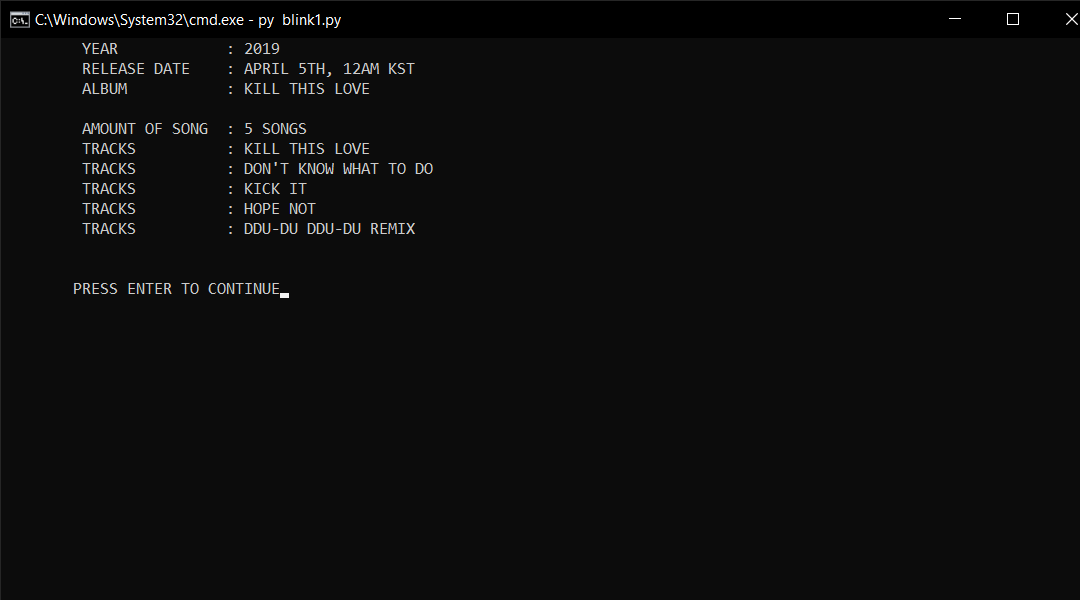 C:\Windows\System32\cmd.exe - py  blink1.py
YEAR : 2019
RELEASE DATE : APRIL 5TH, 12AM KST
ALBUM : KILL THIS LOVE
AMOUNT OF SONG : 5 SONGS
TRACKS : KILL THIS LOVE
TRACKS : DON'T KNOW WHAT TO DO
TRACKS : KICK IT
TRACKS : HOPE NOT
TRACKS : DDU-DU DDU-DU REMIX
PRESS ENTER TO CONTINUE